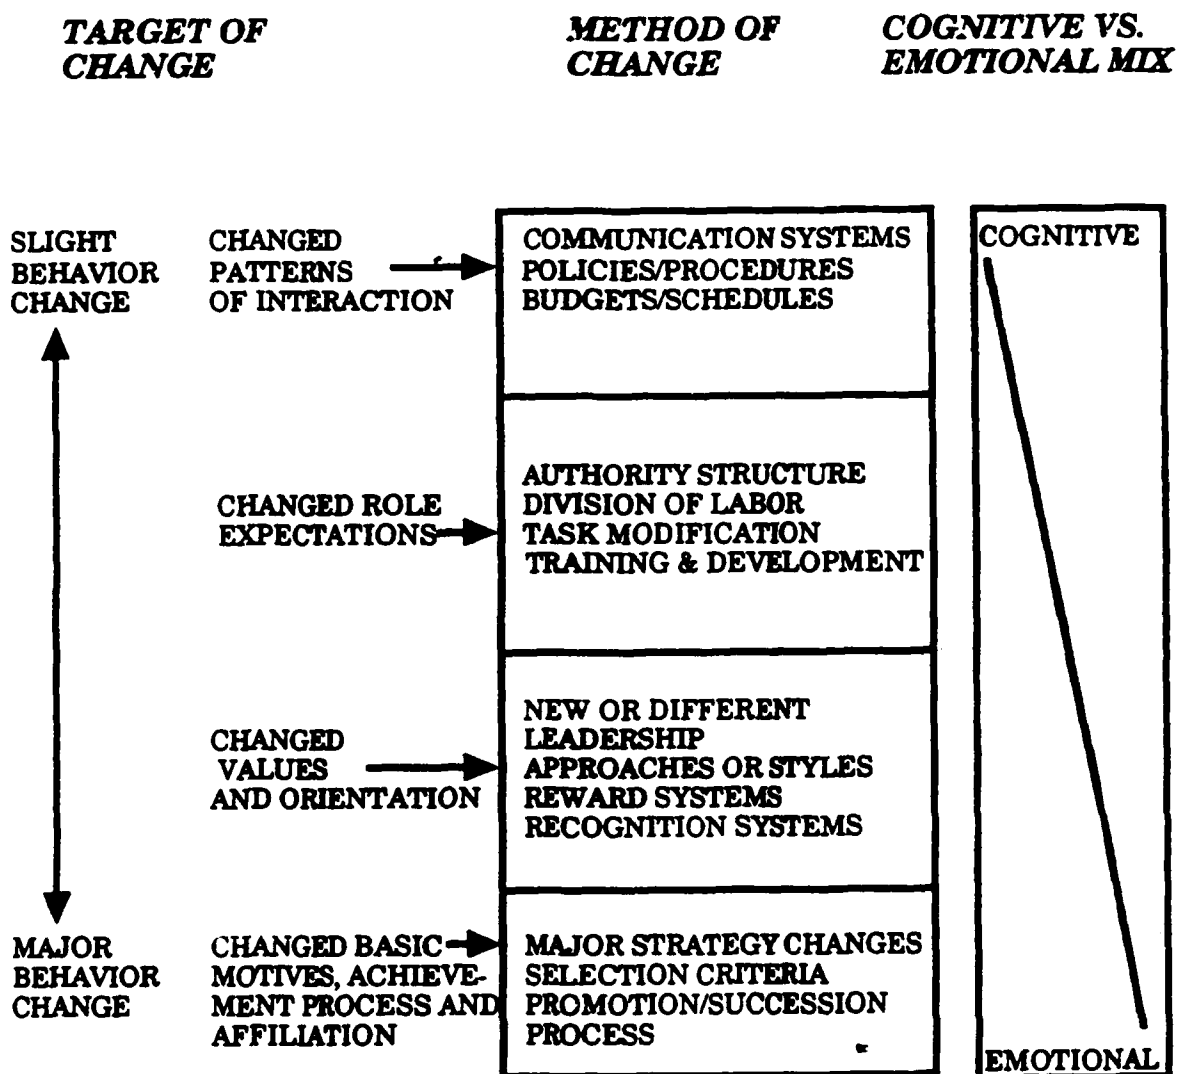 TARGET OF
CHANGE
METHOD OF
CHANGE
COGNITIVE VS.
EMOTIONAL MIX
SLIGHT
BEHAVIOR
CHANGE
CHANGED
PATTERNS
OF INTERACTION
COMMUNICATION SYSTEMS
POLICIES/PROCEDURES
BUDGETS/SCHEDULES
COGNITIVE
CHANGED ROLE
EXPECTATIONS
AUTHORITY STRUCTURE
DIVISION OF LABOR
TASK MODIFICATION
TRAINING & DEVELOPMENT
CHANGED
VALUES
AND ORIENTATION
NEW OR DIFFERENT
LEADERSHIP
APPROACHES OR STYLES
REWARD SYSTEMS
RECOGNITION SYSTEMS
MAJOR
BEHAVIOR
CHANGE
CHANGED BASIC
MOTIVES, ACHIEVE-
MENT PROCESS AND
AFFILIATION
MAJOR STRATEGY CHANGES
SELECTION CRITERIA
PROMOTION/SUCCESSION
PROCESS
EMOTIONAL